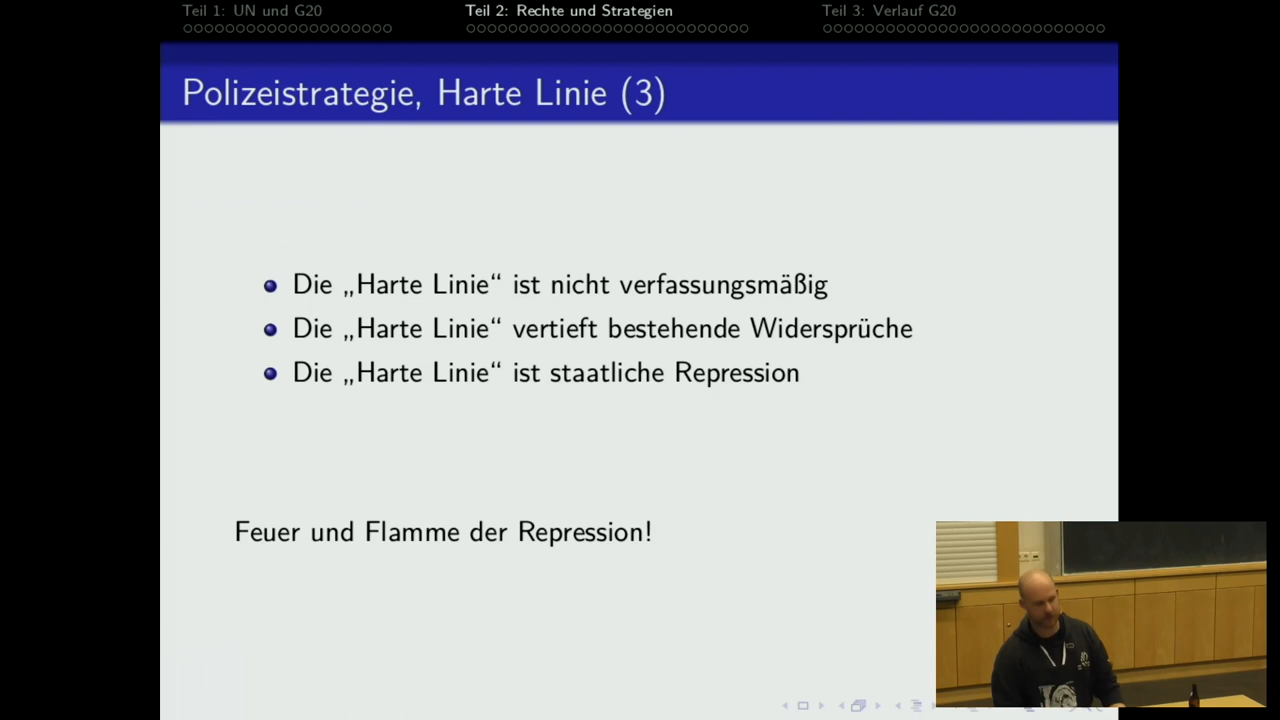 Teil 1: UN und G20
Teil 2: Rechte und Strategien
Teil 3: Verlauf G20
Polizeistrategie, Harte Linie (3)
Die „Harte Linie“ ist nicht verfassungsmäßig
Die „Harte Linie“ vertieft bestehende Widersprüche
Die „Harte Linie“ ist staatliche Repression
Feuer und Flamme der Repression!